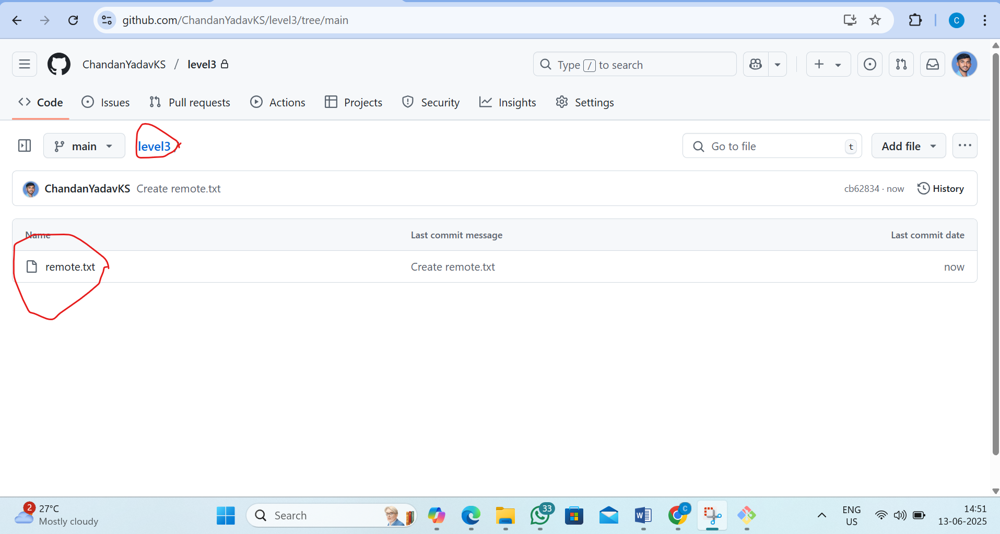 github.com/ChandanYadavKS/level3/tree/main
C
ChandanYadavKS / level3
Type / to search
Code Issues Pull requests Actions Projects Security Insights Settings
main level3 /
Go to file t Add file
ChandanYadavKS Create remote.txt cb62834 · now History
Name Last commit message Last commit date
remote.txt Create remote.txt now
2 27°C
Mostly cloudy
Search
33
W
C
ENG
US
14:51
13-06-2025